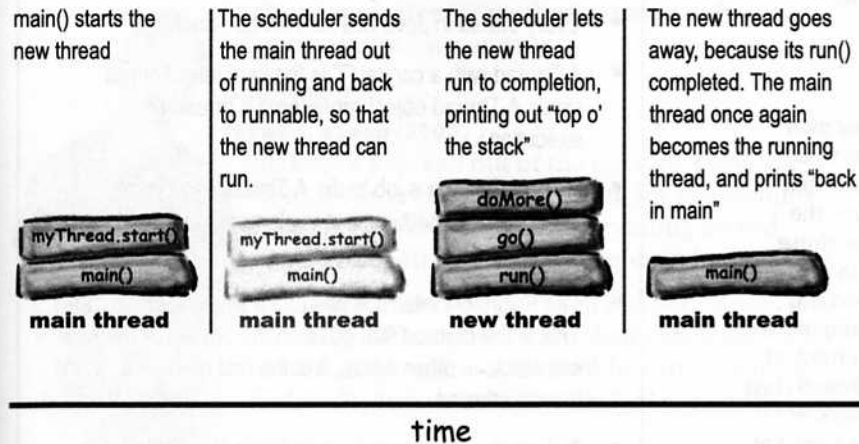 main() starts the
new thread
myThread.start()
main()
main thread
The scheduler sends
the main thread out
of running and back
to runnable, so that
the new thread can
run.
myThread.start()
main()
main thread
The scheduler lets
the new thread
run to completion,
printing out “top o’
the stack”
doMore()
go()
run()
new thread
The new thread goes
away, because its run()
completed. The main
thread once again
becomes the running
thread, and prints “back
in main”
main()
main thread
time